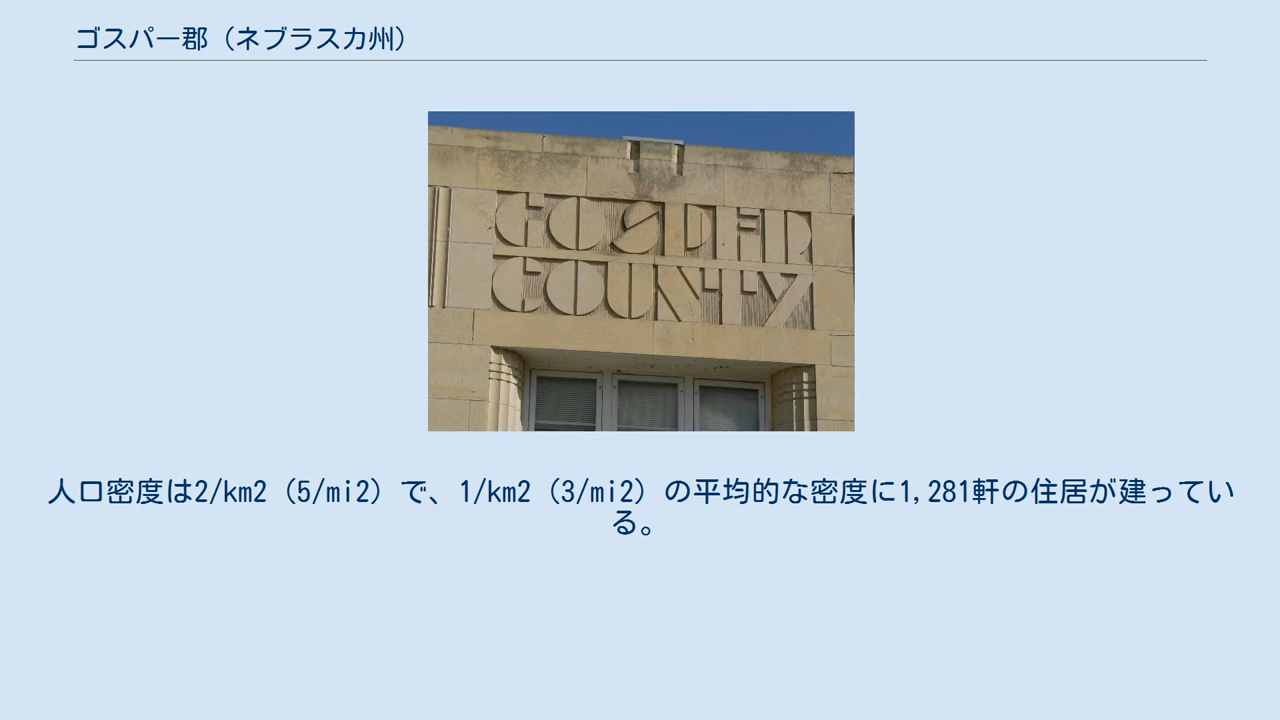 ゴスパー郡（ネブラスカ州）
GOSPER
COUNTY
人口密度は2/km2（5/mi2）で、1/km2（3/mi2）の平均的な密度に1,281軒の住居が建ってい
る。